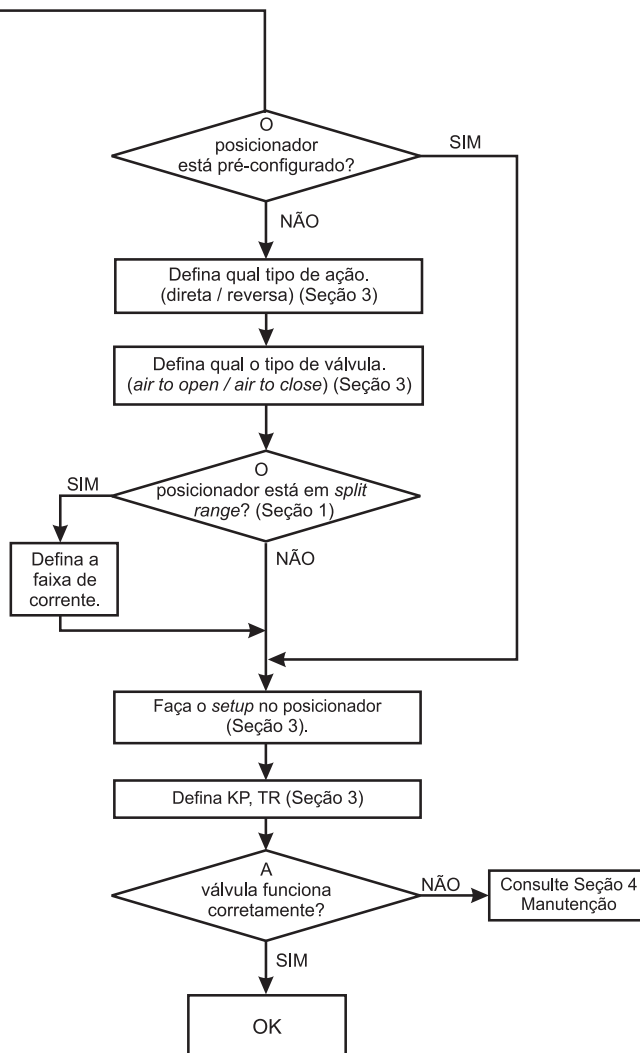 O
posicionador
está pré-configurado?
SIM
NÃO
Defina qual tipo de ação.
(direta / reversa) (Seção 3)
Defina qual o tipo de válvula.
(air to open / air to close) (Seção 3)
O
posicionador está em split
range? (Seção 1)
SIM
NÃO
Defina a
faixa de
corrente.
Faça o setup no posicionador
(Seção 3).
Defina KP, TR (Seção 3)
A
válvula funciona
corretamente?
NÃO
Consulte Seção 4
Manutenção
SIM
OK